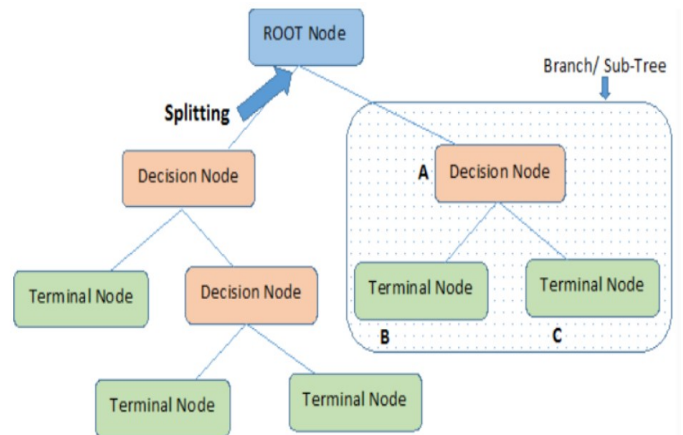 ROOT Node
Branch/ Sub-Tree
Splitting
Decision Node
A
Decision Node
Terminal Node
Decision Node
Terminal Node
Terminal Node
B
C
Terminal Node
Terminal Node